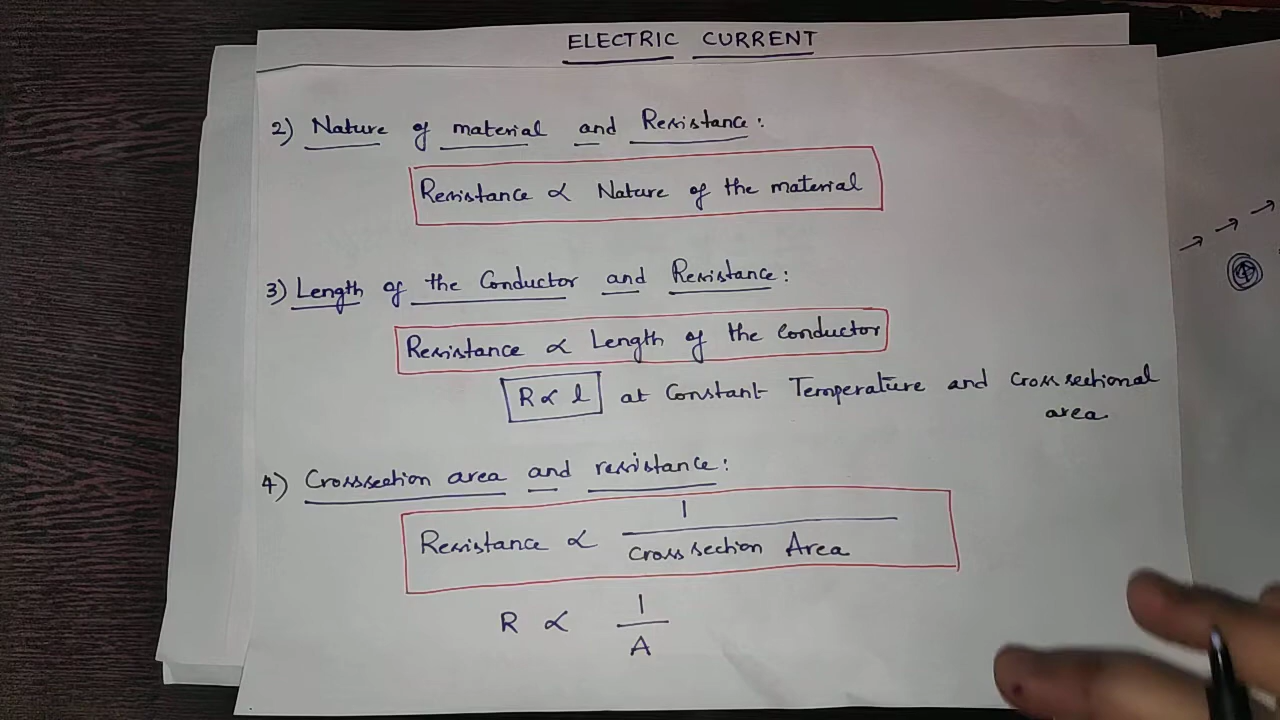 ELECTRIC CURRENT
2) Nature of material and Resistance:
Resistance ∝ Nature of the material
3) Length of the Conductor and Resistance:
Resistance ∝ Length of the conductor
R ∝ l at Constant Temperature and Cross sectional
area
4) Crosssection area and resistance:
Resistance ∝ 1
Cross section Area
R ∝ 1
A